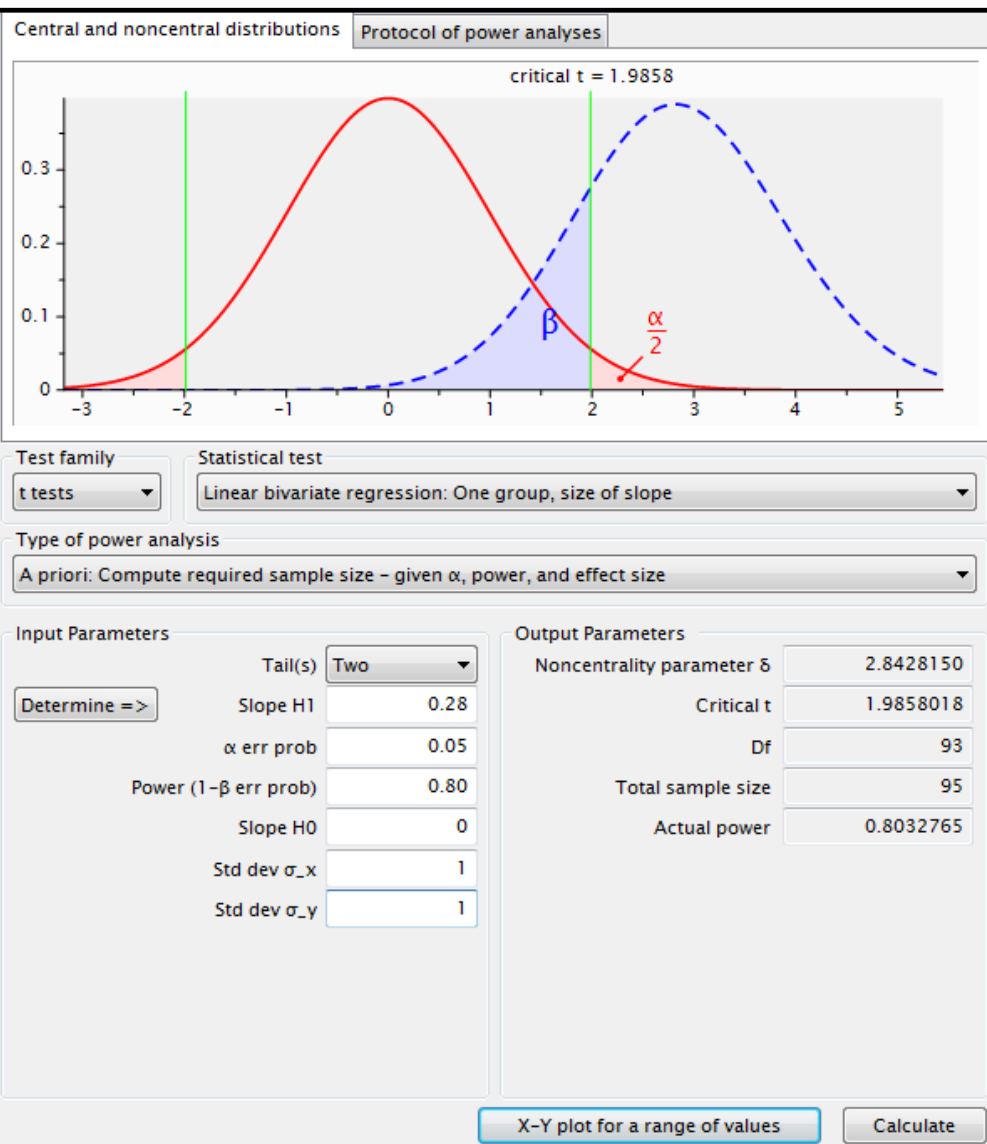 Central and noncentral distributions Protocol of power analyses
critical t = 1.9858
0.3
0.2
0.1
0
β
α
2
-3 -2 -1 0 1 2 3 4 5
Test family Statistical test
t tests Linear bivariate regression: One group, size of slope
Type of power analysis
A priori: Compute required sample size – given α, power, and effect size
Input Parameters
Tail(s) Two
Determine => Slope H1 0.28
α err prob 0.05
Power (1-β err prob) 0.80
Slope H0 0
Std dev σ_x 1
Std dev σ_y 1
Output Parameters
Noncentrality parameter δ 2.8428150
Critical t 1.9858018
Df 93
Total sample size 95
Actual power 0.8032765
X-Y plot for a range of values Calculate